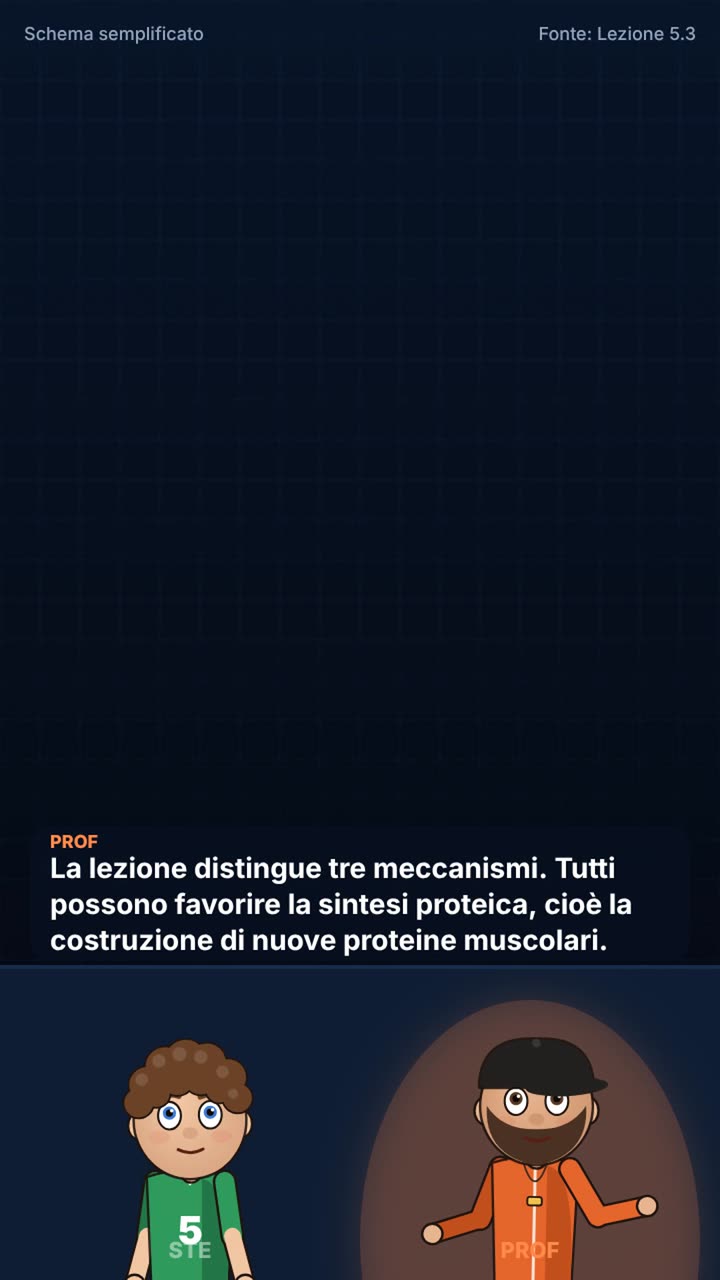 Schema semplificato
Fonte: Lezione 5.3
PROF
La lezione distingue tre meccanismi. Tutti
possono favorire la sintesi proteica, cioè la
costruzione di nuove proteine muscolari.
5
STE
PROF